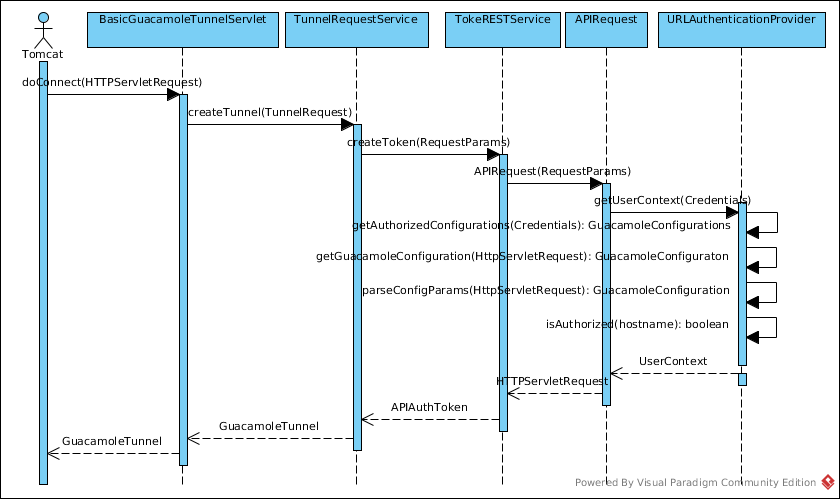 BasicGuacamoleTunnelServlet
TunnelRequestService
TokeRESTService
APIRequest
URLAuthenticationProvider
Tomcat
doConnect(HTTPServletRequest)
createTunnel(TunnelRequest)
createToken(RequestParams)
APIRequest(RequestParams)
getUserContext(Credentials)
getAuthorizedConfigurations(Credentials): GuacamoleConfigurations
getGuacamoleConfiguration(HttpServletRequest): GuacamoleConfiguraton
parseConfigParams(HttpServletRequest): GuacamoleConfiguration
isAuthorized(hostname): boolean
UserContext
HTTPServletRequest
APIAuthToken
GuacamoleTunnel
GuacamoleTunnel
Powered By Visual Paradigm Community Edition